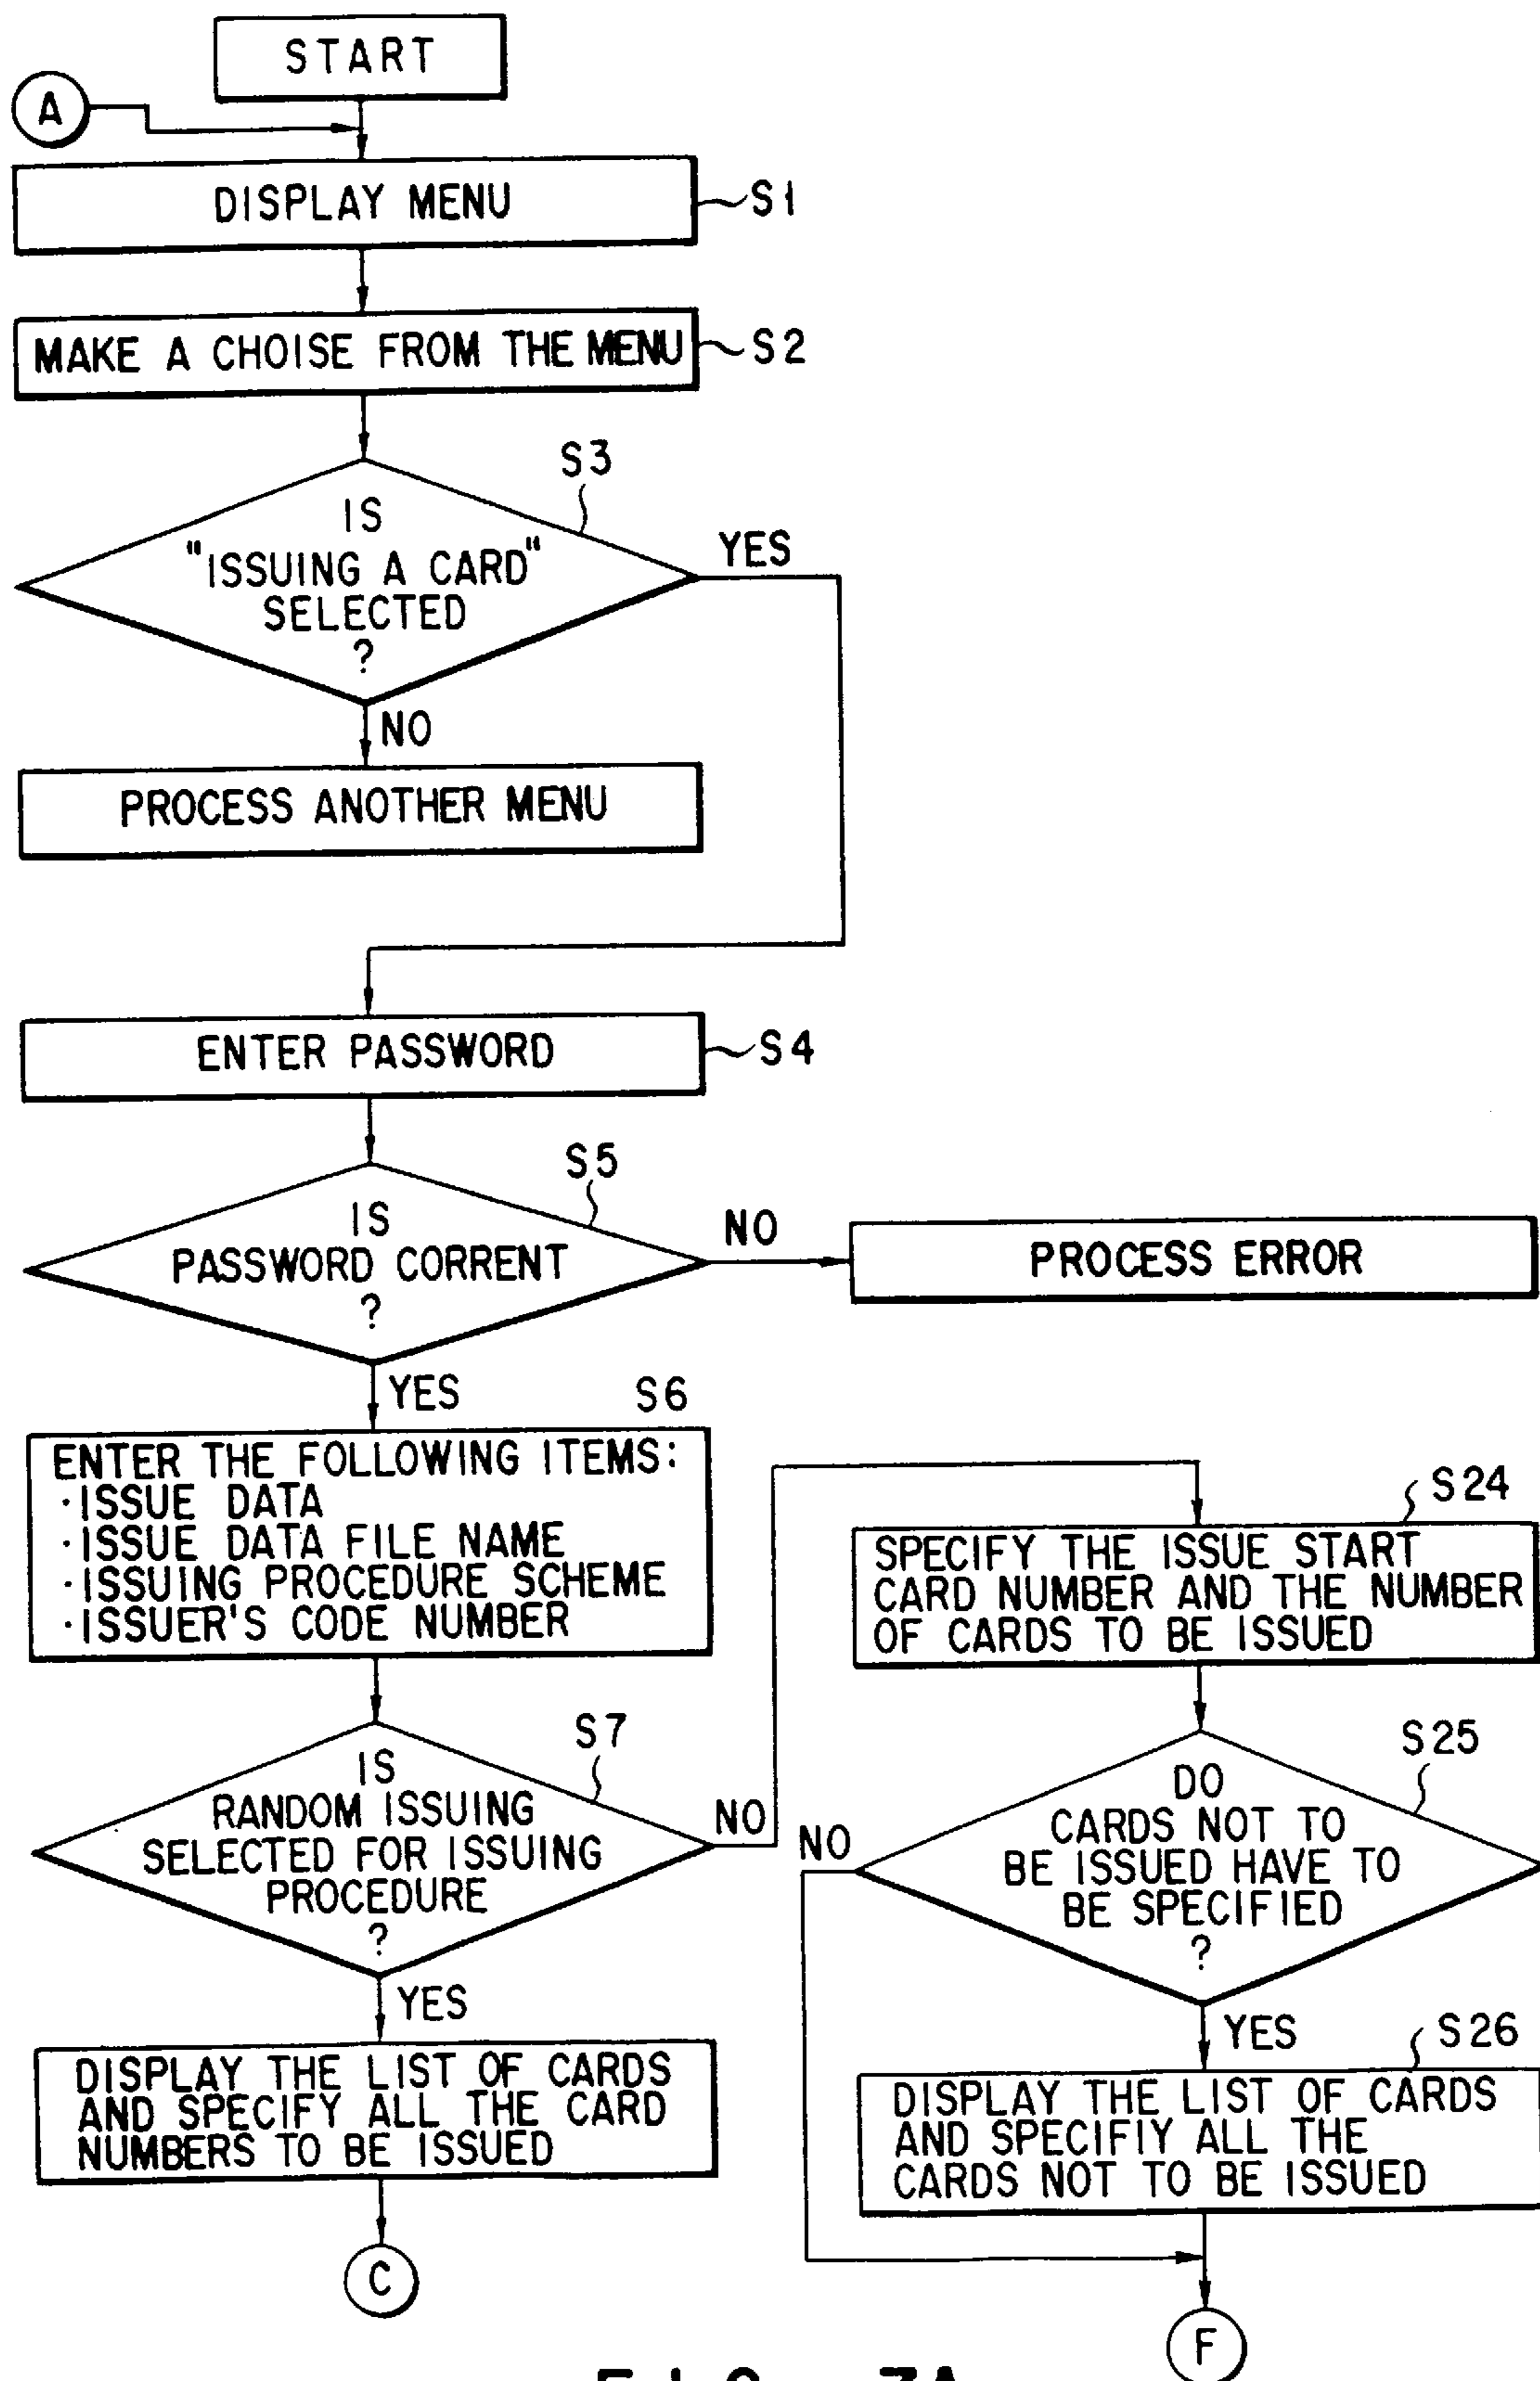 START
A
DISPLAY MENU
S1
MAKE A CHOISE FROM THE MENU
S2
S3
IS
"ISSUING A CARD"
SELECTED
?
YES
NO
PROCESS ANOTHER MENU
ENTER PASSWORD
S4
S5
IS
PASSWORD CORRENT
?
NO
PROCESS ERROR
YES
S6
ENTER THE FOLLOWING ITEMS:
·ISSUE DATA
·ISSUE DATA FILE NAME
·ISSUING PROCEDURE SCHEME
·ISSUER'S CODE NUMBER
S7
IS
RANDOM ISSUING
SELECTED FOR ISSUING
PROCEDURE
?
NO
YES
DISPLAY THE LIST OF CARDS
AND SPECIFY ALL THE CARD
NUMBERS TO BE ISSUED
C
S24
SPECIFY THE ISSUE START
CARD NUMBER AND THE NUMBER
OF CARDS TO BE ISSUED
S25
DO
CARDS NOT TO
BE ISSUED HAVE TO
BE SPECIFIED
?
NO
YES
S26
DISPLAY THE LIST OF CARDS
AND SPECIFIY ALL THE
CARDS NOT TO BE ISSUED
F